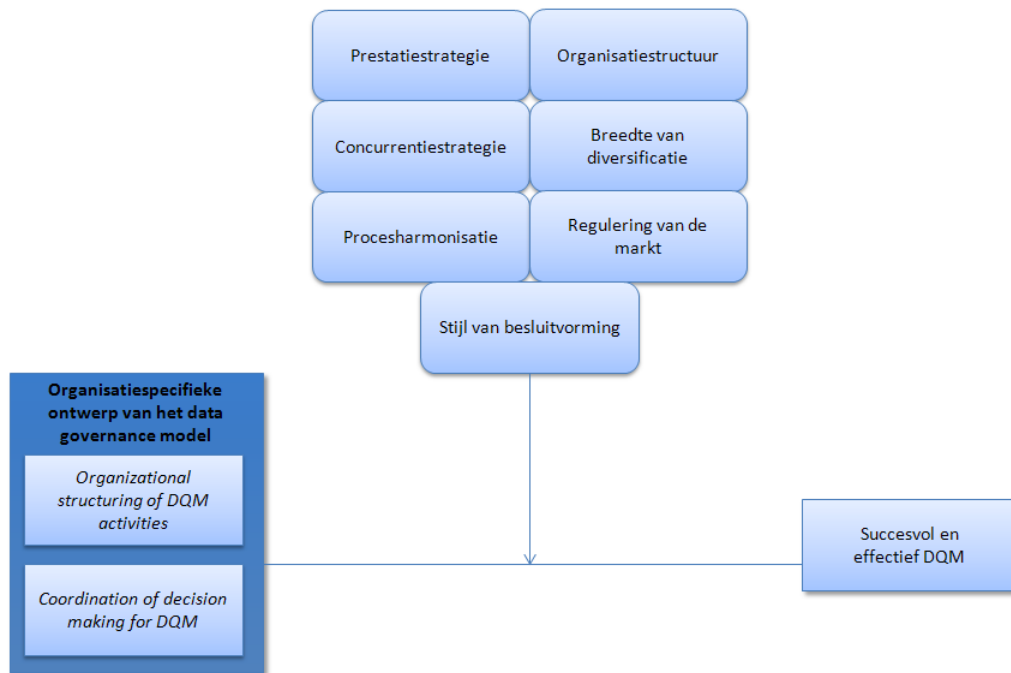 Prestatiestrategie
Organisatiestructuur
Concurrentiestrategie
Breedte van
diversificatie
Procesharmonisatie
Regulering van de
markt
Stijl van besluitvorming
Organisatiespecifieke
ontwerp van het data
governance model
Organizational
structuring of DQM
activities
Coordination of decision
making for DQM
Succesvol en
effectief DQM